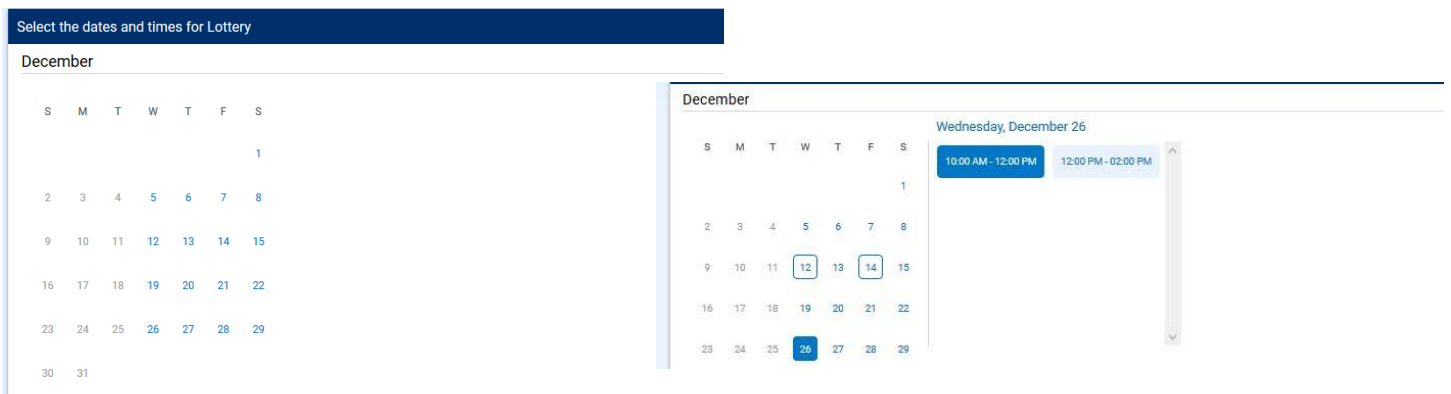 Select the dates and times for Lottery
December
S M T W T F S
1
2 3 4 5 6 7 8
9 10 11 12 13 14 15
16 17 18 19 20 21 22
23 24 25 26 27 28 29
30 31
December
S M T W T F S
1
2 3 4 5 6 7 8
9 10 11 12 13 14 15
16 17 18 19 20 21 22
23 24 25 26 27 28 29
Wednesday, December 26
10:00 AM - 12:00 PM 12:00 PM - 02:00 PM